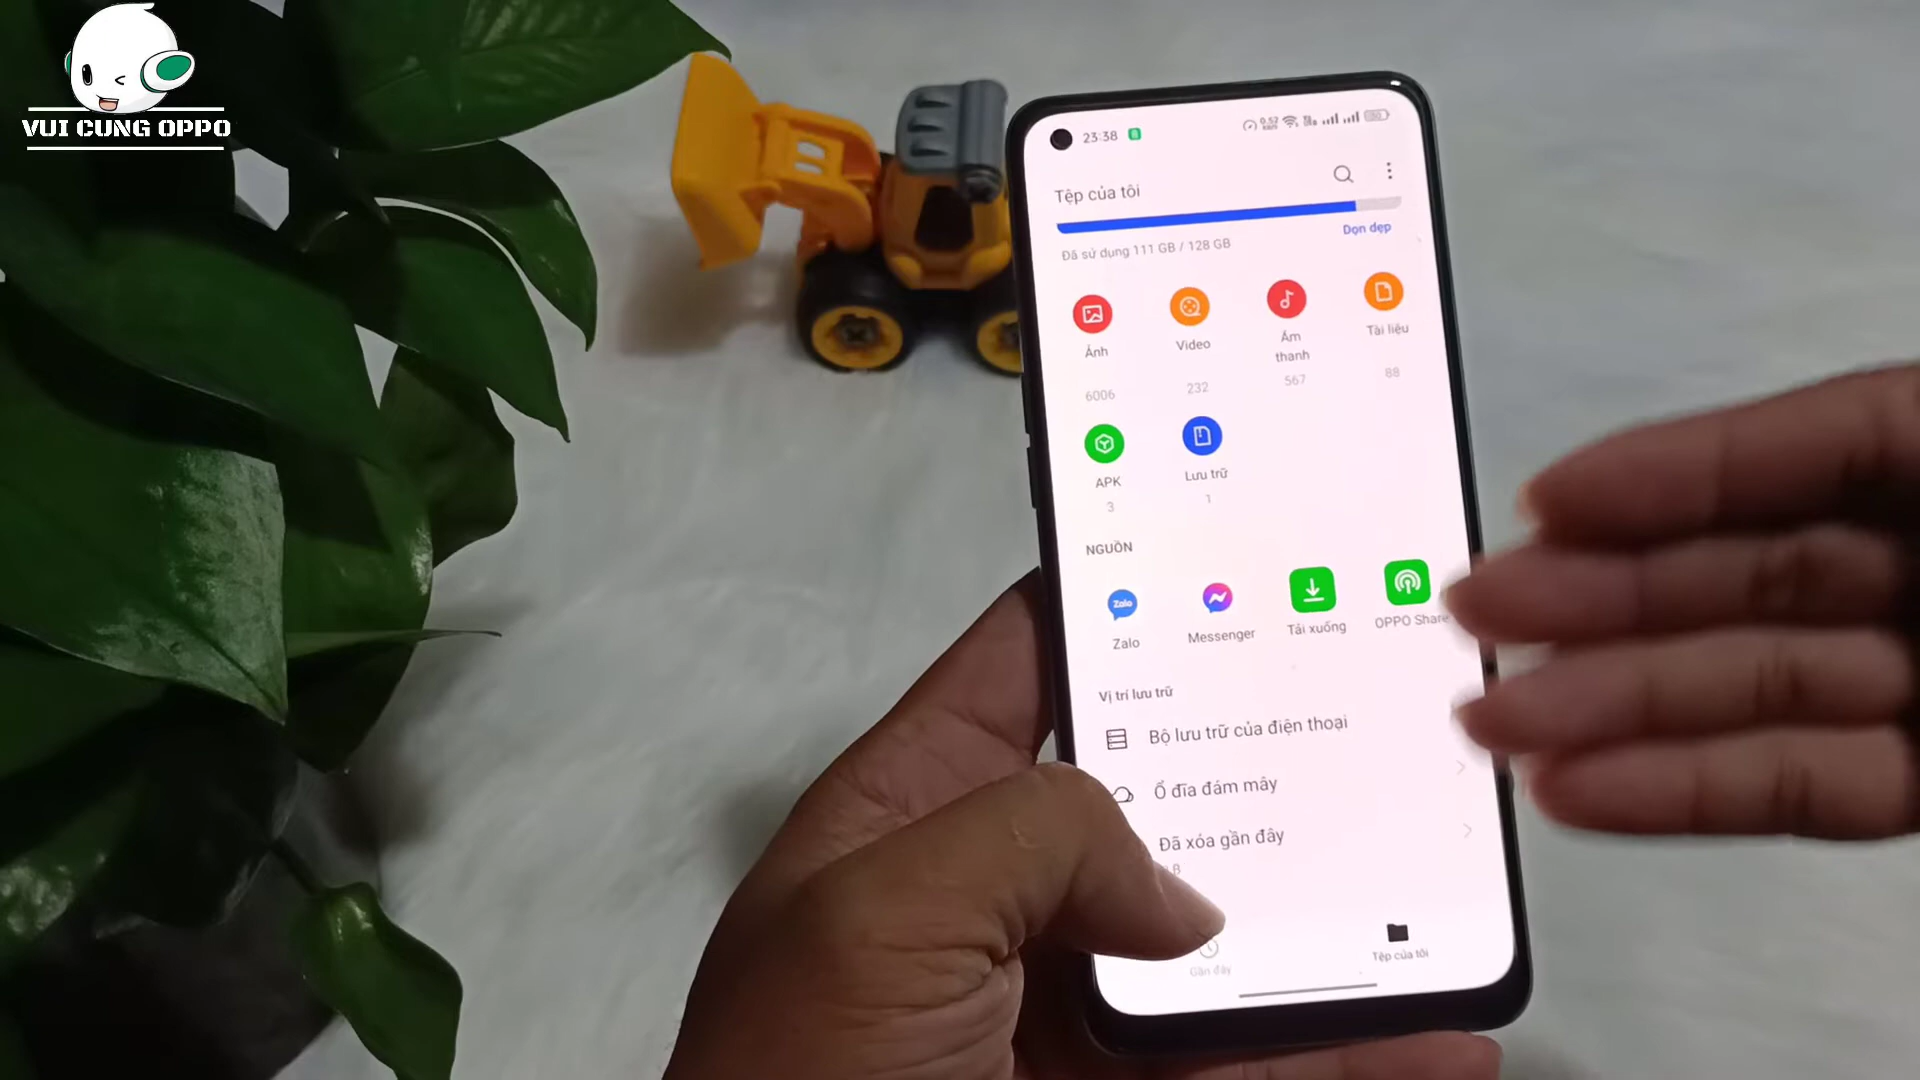 VUI CUNG OPPO
23:38
Tệp của tôi
Đã sử dụng 111 GB / 128 GB
Dọn dẹp
Ảnh
Video
Âm thanh
Tài liệu
6006
232
567
88
APK
Lưu trữ
3
1
NGUỒN
Zalo
Zalo
Messenger
Tải xuống
OPPO Share
Vị trí lưu trữ
Bộ lưu trữ của điện thoại
Ổ đĩa đám mây
Đã xóa gần đây
Gần đây
Tệp của tôi